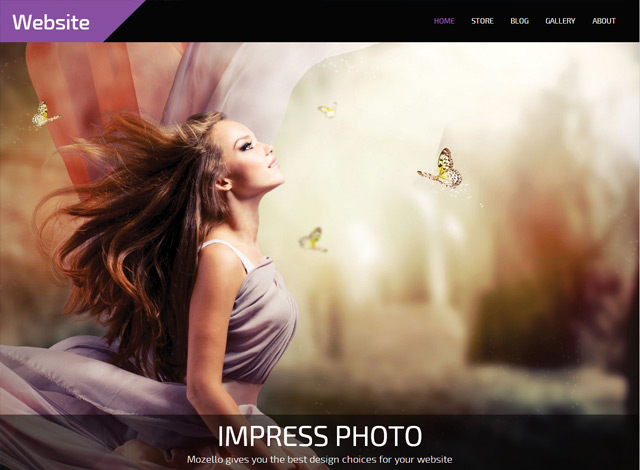 Website
HOME STORE BLOG GALLERY ABOUT
IMPRESS PHOTO
Mozello gives you the best design choices for your website